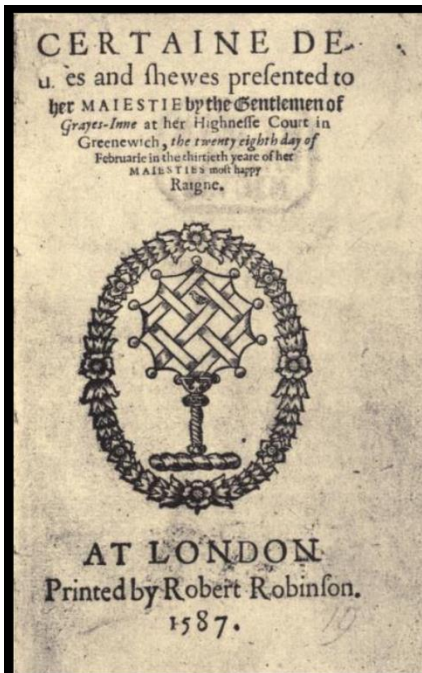 CERTAINE DE-
u. es and ſhewes preſented to
her MAIESTIE by the Gentlemen of
Grayes-Inne at her Highneſſe Court in
Greenewich, the twenty eighth day of
Februarie in the thirtieth yeare of her
MAIESTIES moſt happy
Raigne.
AT LONDON
Printed by Robert Robinſon.
1587.